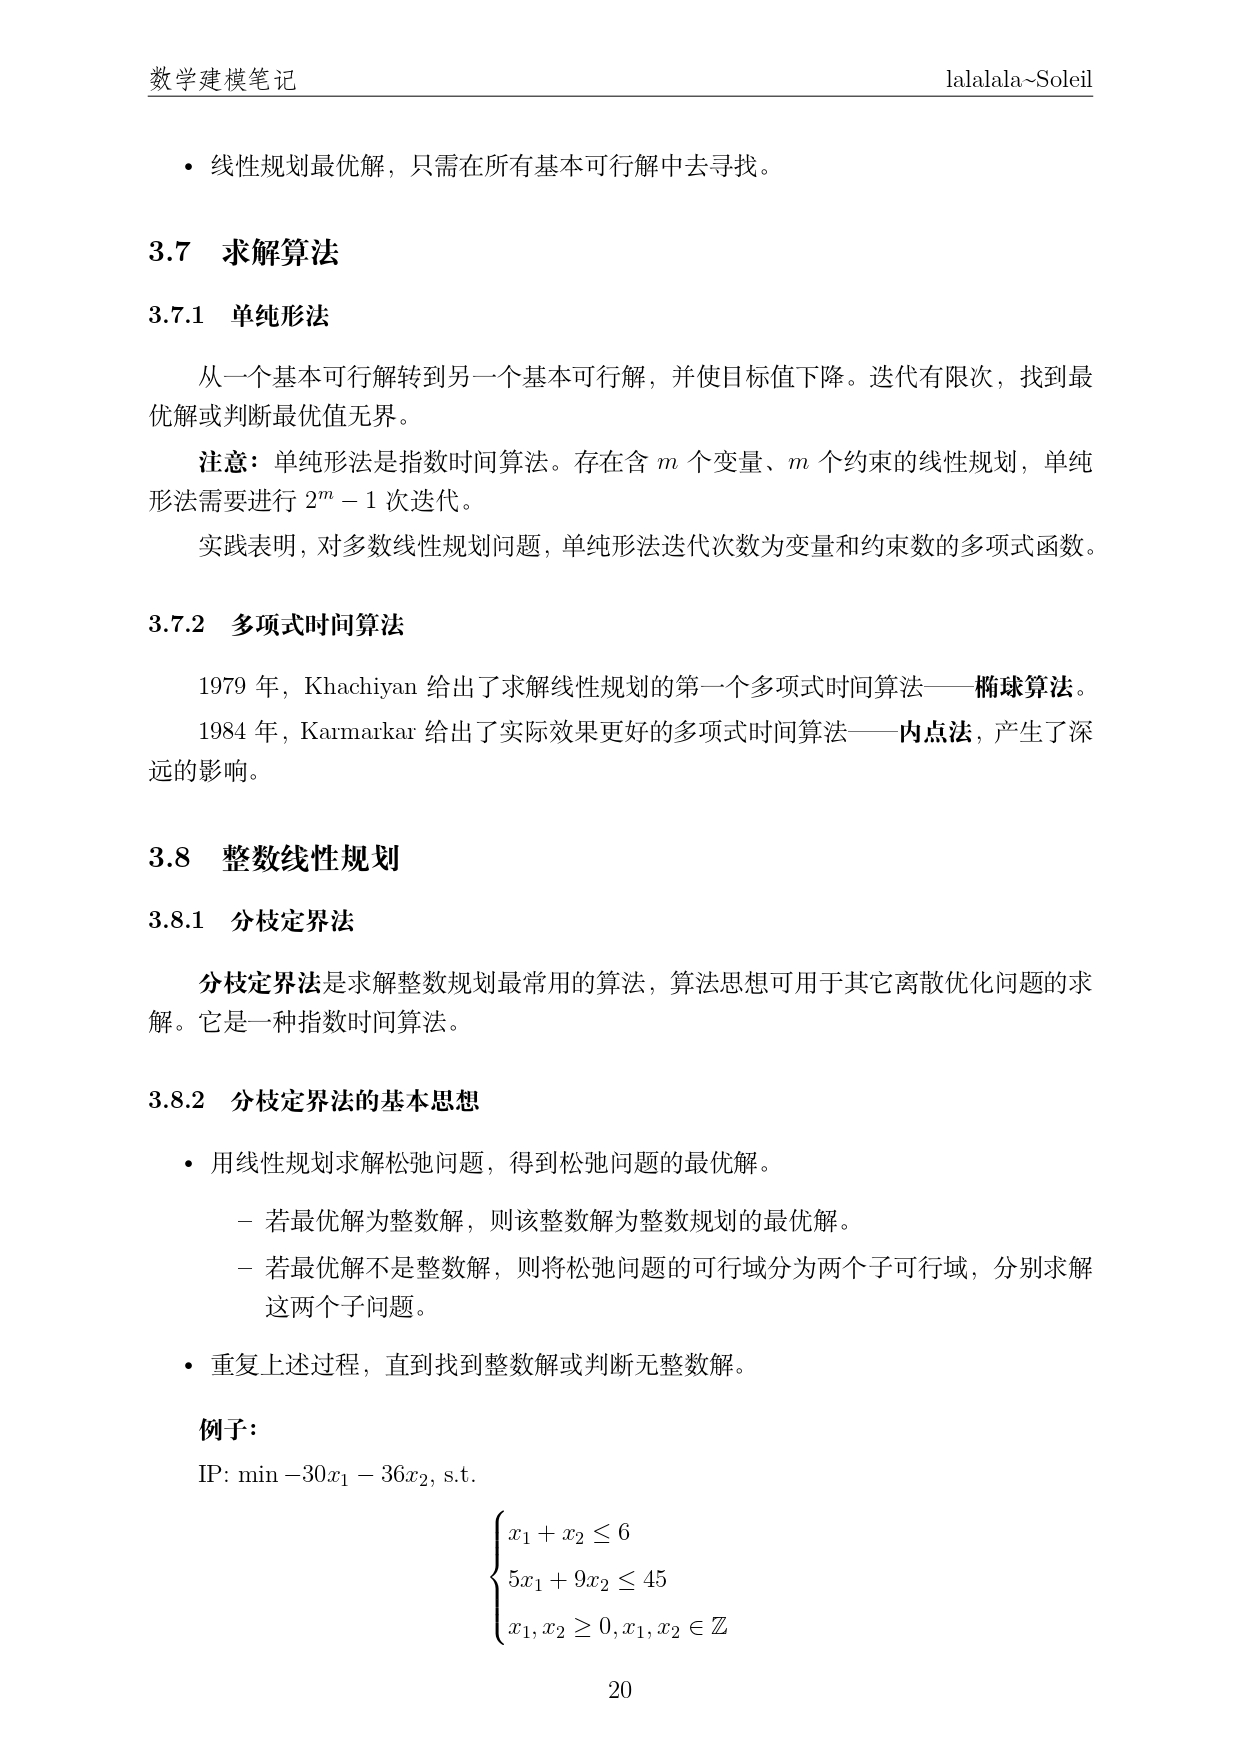 数学建模笔记 lalalala~Soleil
• 线性规划最优解，只需在所有基本可行解中去寻找。
3.7 求解算法
3.7.1 单纯形法
从一个基本可行解转到另一个基本可行解，并使目标值下降。迭代有限次，找到最
优解或判断最优值无界。
注意：单纯形法是指数时间算法。存在含 m 个变量、m 个约束的线性规划，单纯
形法需要进行 2^m − 1 次迭代。
实践表明，对多数线性规划问题，单纯形法迭代次数为变量和约束数的多项式函数。
3.7.2 多项式时间算法
1979 年，Khachiyan 给出了求解线性规划的第一个多项式时间算法——椭球算法。
1984 年，Karmarkar 给出了实际效果更好的多项式时间算法——内点法，产生了深
远的影响。
3.8 整数线性规划
3.8.1 分枝定界法
分枝定界法是求解整数规划最常用的算法，算法思想可用于其它离散优化问题的求
解。它是一种指数时间算法。
3.8.2 分枝定界法的基本思想
• 用线性规划求解松弛问题，得到松弛问题的最优解。
– 若最优解为整数解，则该整数解为整数规划的最优解。
– 若最优解不是整数解，则将松弛问题的可行域分为两个子可行域，分别求解
这两个子问题。
• 重复上述过程，直到找到整数解或判断无整数解。
例子：
IP: min −30x₁ − 36x₂, s.t.
x₁ + x₂ ≤ 6
5x₁ + 9x₂ ≤ 45
x₁, x₂ ≥ 0, x₁, x₂ ∈ ℤ
20